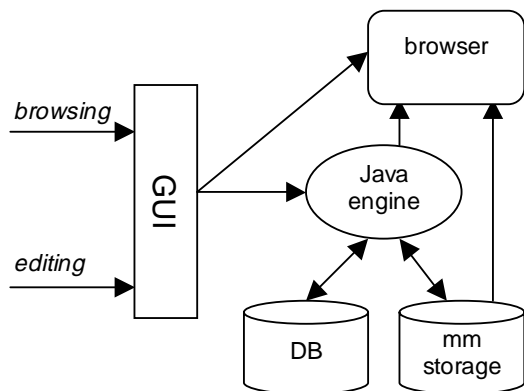 browser
browsing
GUI
Java
engine
editing
DB
mm
storage